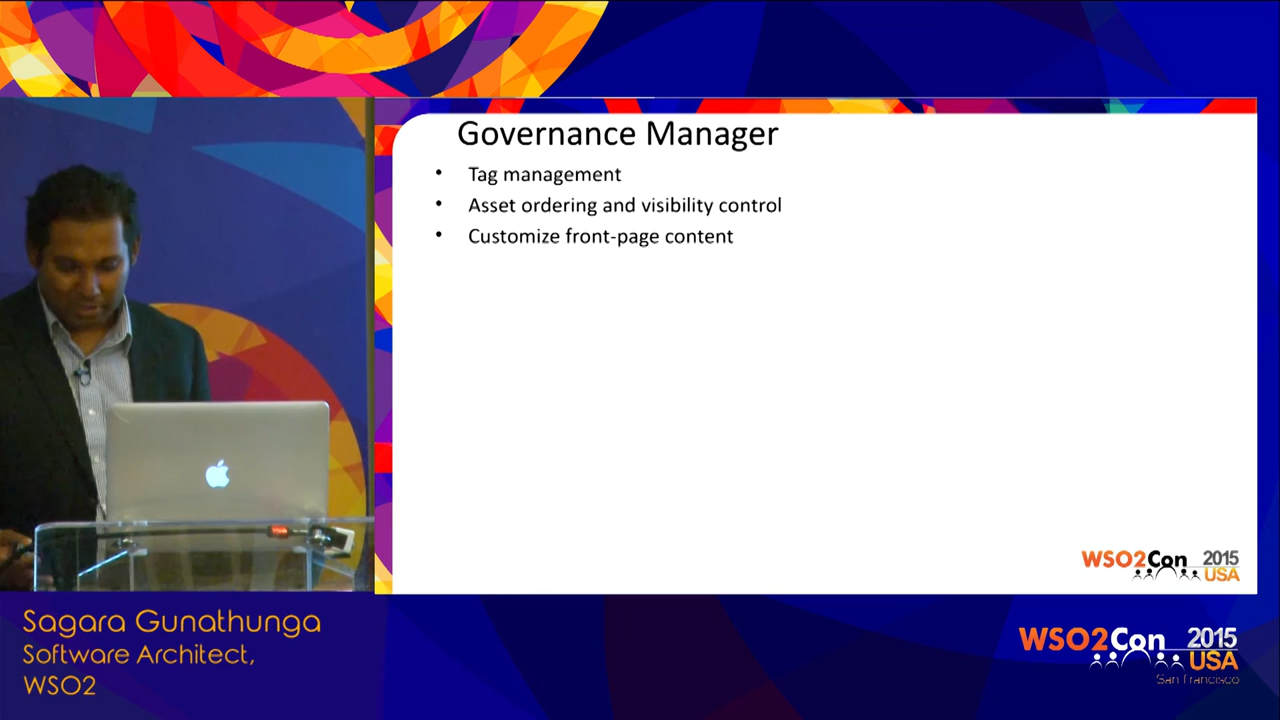 Governance Manager
• Tag management
• Asset ordering and visibility control
• Customize front-page content
WSO2Con 2015
USA
Sagara Gunathunga
Software Architect,
WSO2
WSO2Con 2015
USA
San Francisco